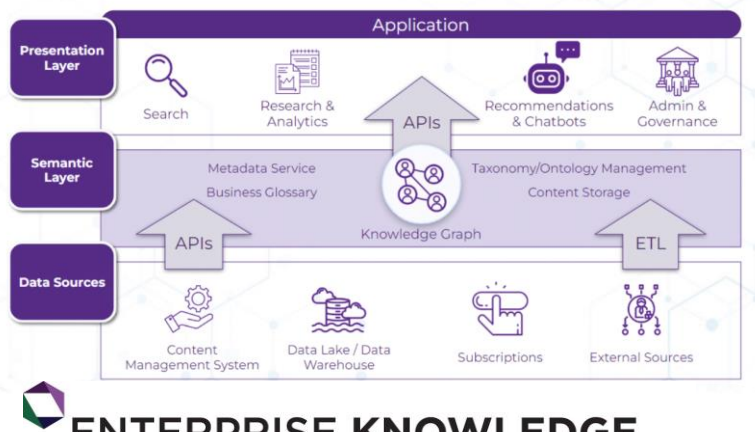 Application
Presentation
Layer
Search
Research &
Analytics
APIs
Recommendations
& Chatbots
Admin &
Governance
Semantic
Layer
Metadata Service
Business Glossary
Taxonomy/Ontology Management
Content Storage
Knowledge Graph
APIs
ETL
Data Sources
Content
Management System
Data Lake / Data
Warehouse
Subscriptions
External Sources
ENTERPRISE KNOWLEDGE